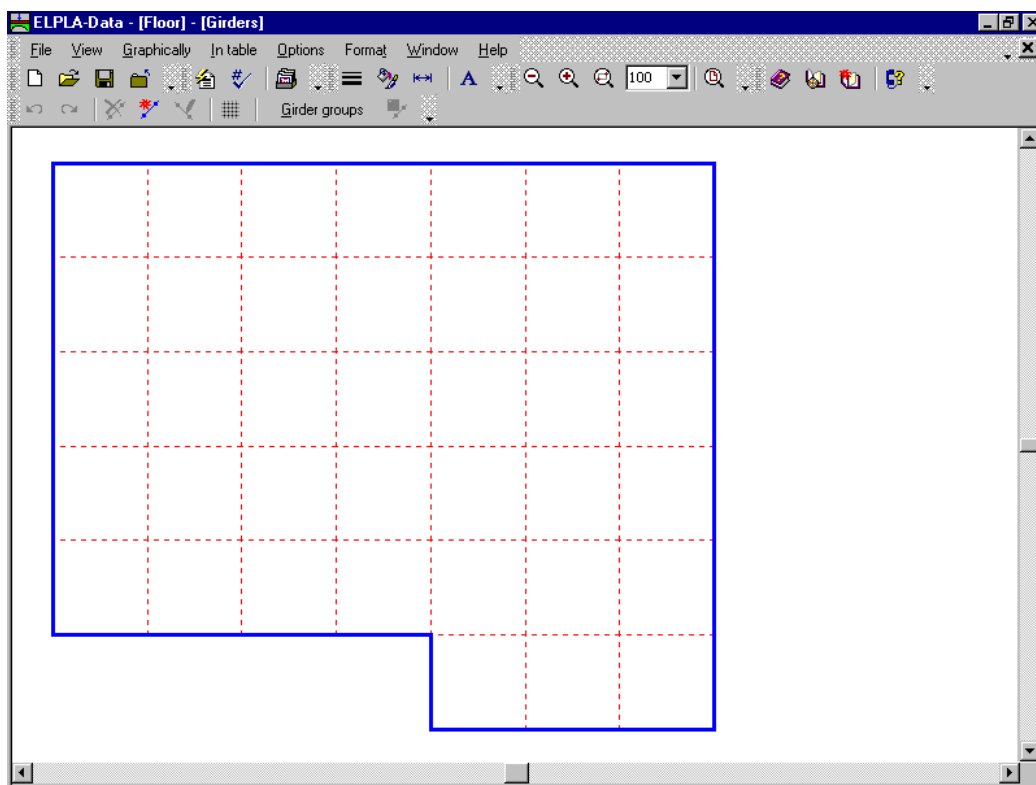 ELPLA-Data - [Floor] - [Girders]
File View Graphically In table Options Format Window Help
A 100
Girder groups